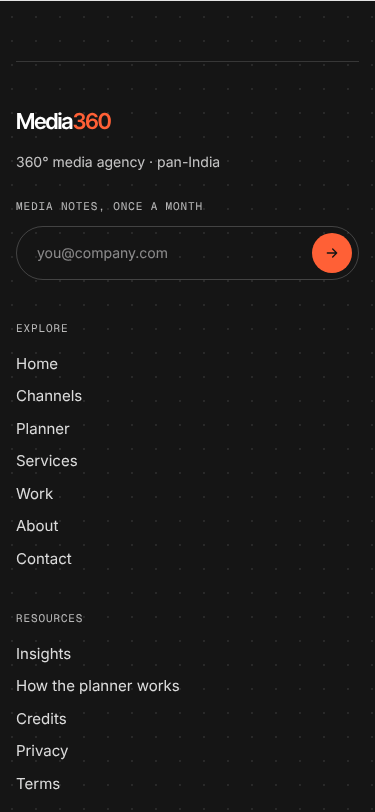 Media360
360° media agency · pan-India
MEDIA NOTES, ONCE A MONTH
you@company.com
EXPLORE
Home
Channels
Planner
Services
Work
About
Contact
RESOURCES
Insights
How the planner works
Credits
Privacy
Terms